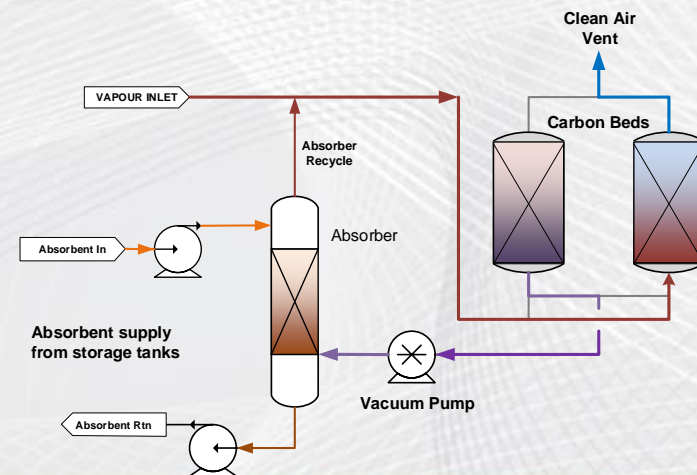 Clean Air
Vent
VAPOUR INLET
Carbon Beds
Absorber
Recycle
Absorber
Absorbent In
Absorbent supply
from storage tanks
Vacuum Pump
Absorbent Rtn